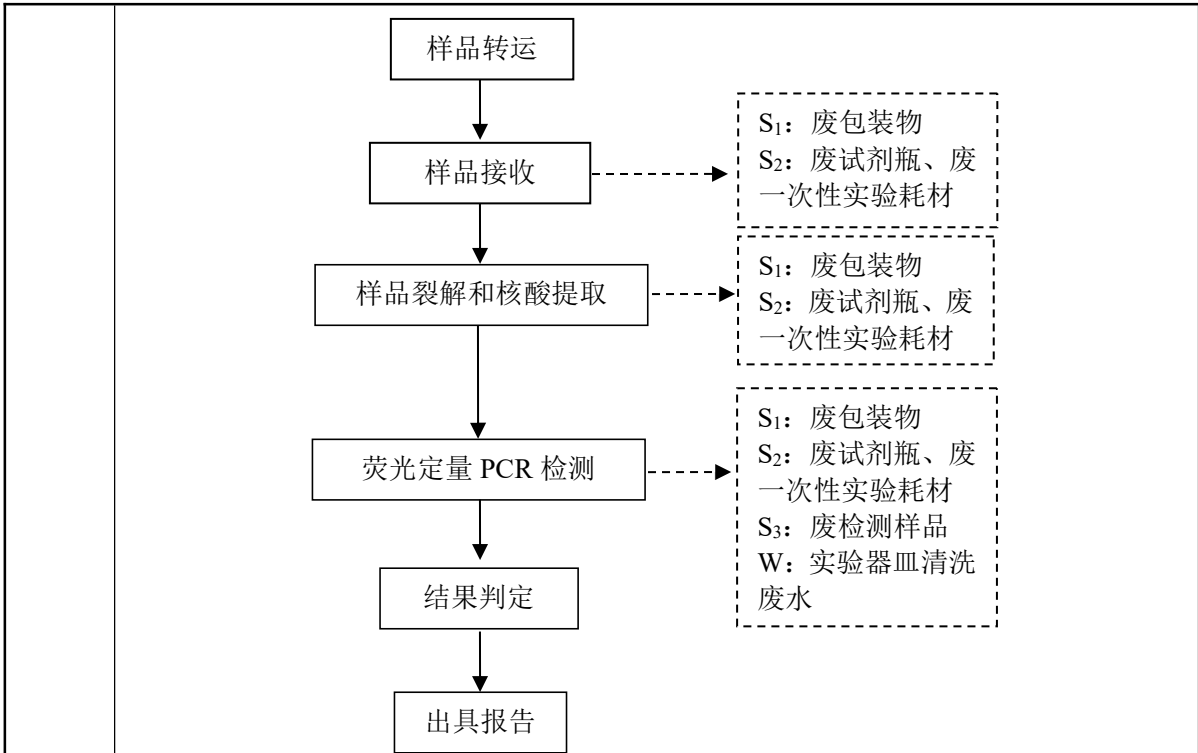 样品转运
样品接收
S₁：废包装物
S₂：废试剂瓶、废
一次性实验耗材
样品裂解和核酸提取
S₁：废包装物
S₂：废试剂瓶、废
一次性实验耗材
荧光定量 PCR 检测
S₁：废包装物
S₂：废试剂瓶、废
一次性实验耗材
S₃：废检测样品
W：实验器皿清洗
废水
结果判定
出具报告